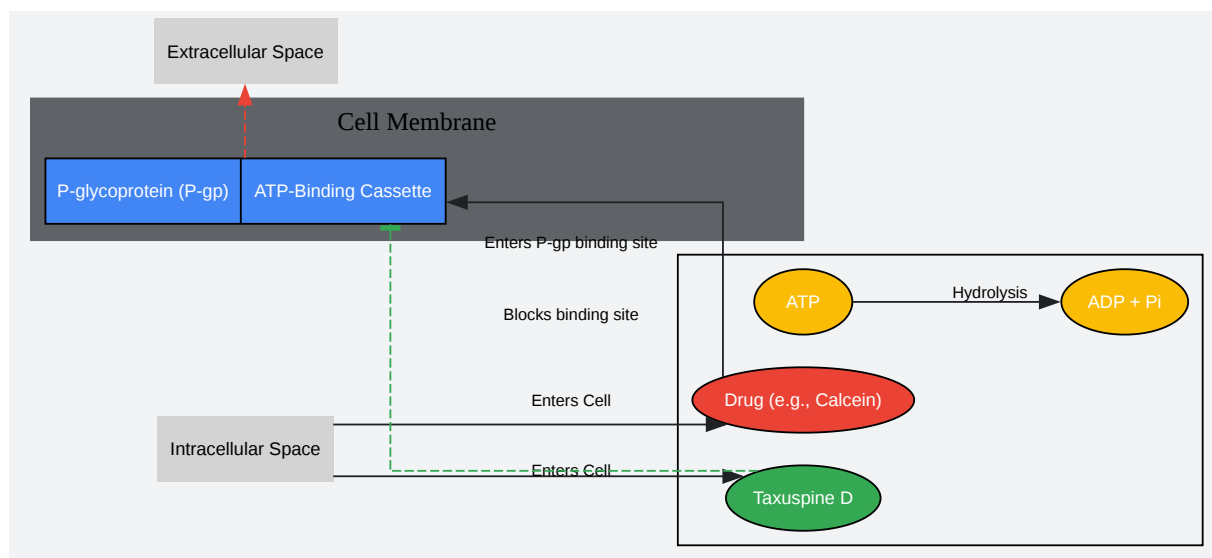 Extracellular Space
Cell Membrane
P-glycoprotein (P-gp)
ATP-Binding Cassette
Enters P-gp binding site
ATP
Hydrolysis
ADP + Pi
Blocks binding site
Enters Cell
Drug (e.g., Calcein)
Intracellular Space
Enters Cell
Taxuspine D